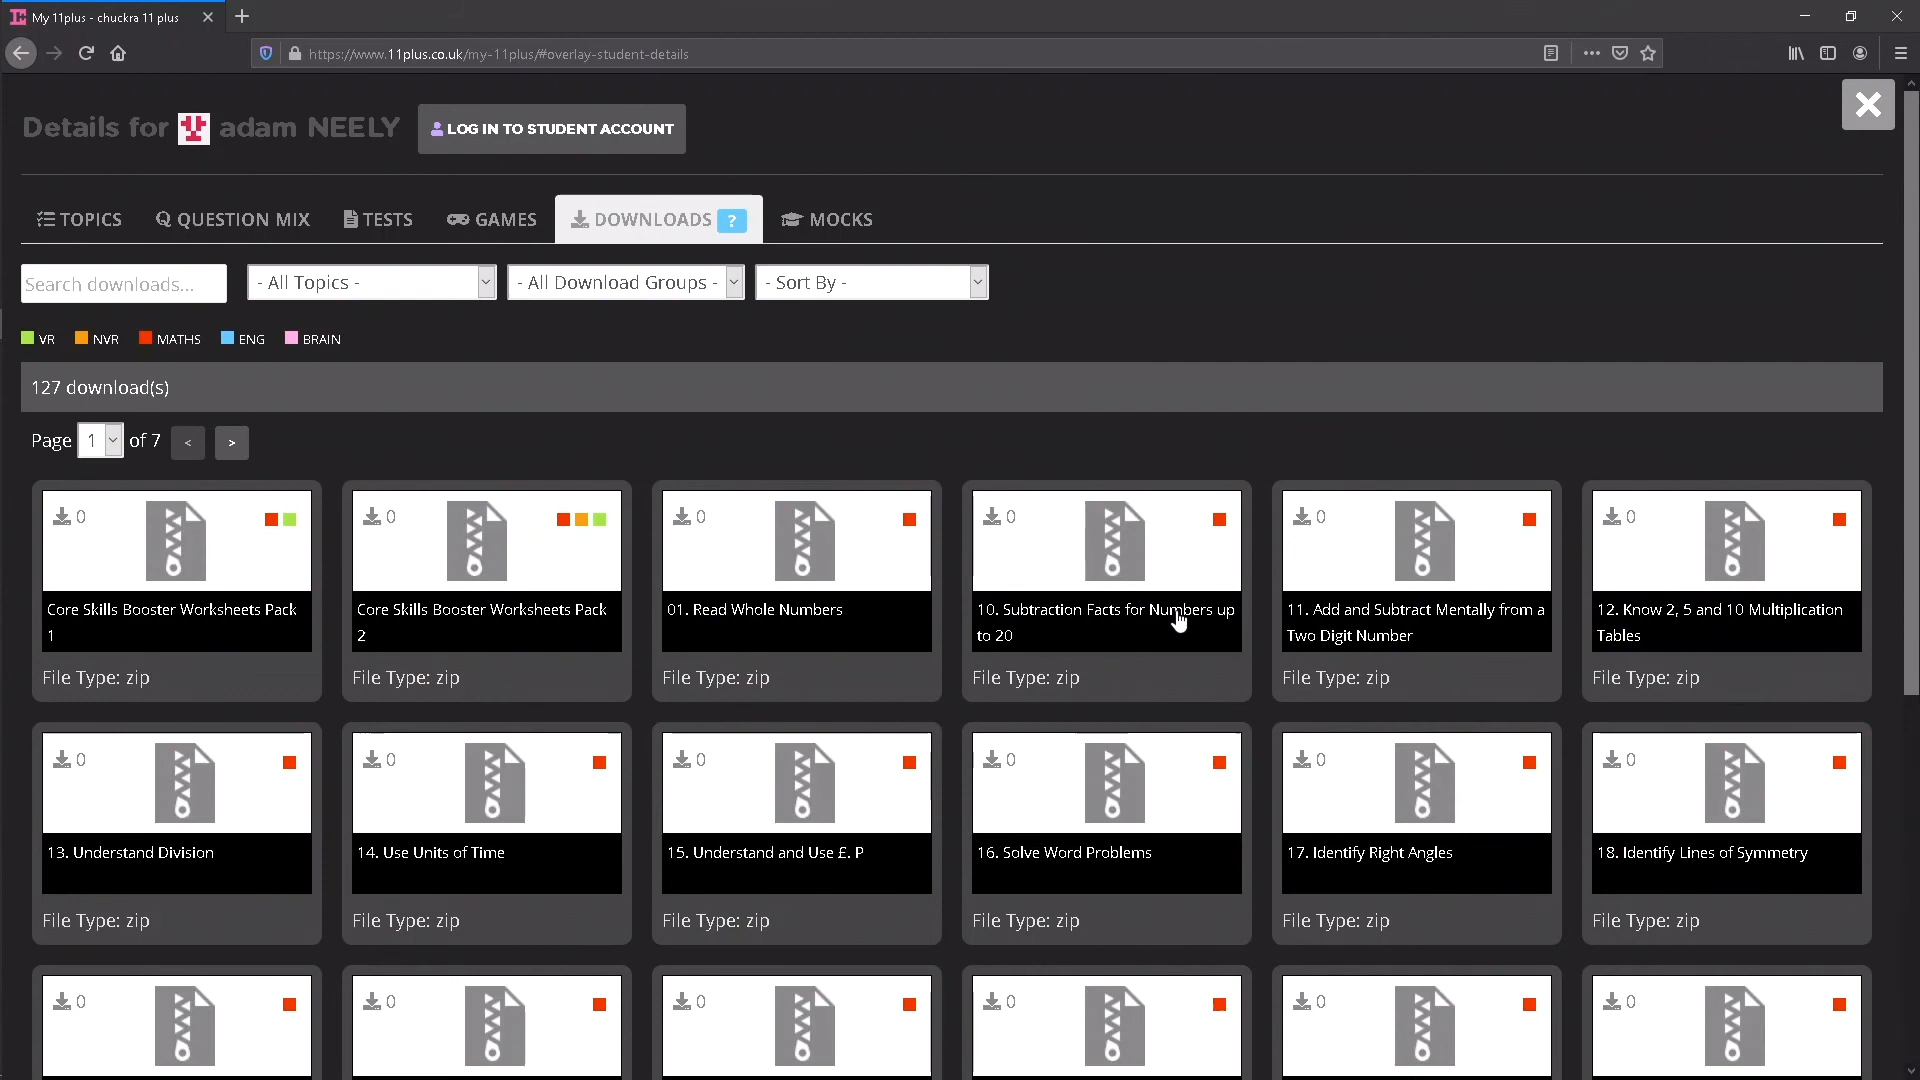 My 11plus - chuckra 11 plus
https://www.11plus.co.uk/my-11plus/#overlay-student-details
Details for adam NEELY
LOG IN TO STUDENT ACCOUNT
TOPICS
QUESTION MIX
TESTS
GAMES
DOWNLOADS ?
MOCKS
Search downloads...
- All Topics -
- All Download Groups -
- Sort By -
VR
NVR
MATHS
ENG
BRAIN
127 download(s)
Page 1 of 7 < >
0
Core Skills Booster Worksheets Pack
1
File Type: zip
0
Core Skills Booster Worksheets Pack
2
File Type: zip
0
01. Read Whole Numbers
File Type: zip
0
10. Subtraction Facts for Numbers up
to 20
File Type: zip
0
11. Add and Subtract Mentally from a
Two Digit Number
File Type: zip
0
12. Know 2, 5 and 10 Multiplication
Tables
File Type: zip
0
13. Understand Division
File Type: zip
0
14. Use Units of Time
File Type: zip
0
15. Understand and Use £. P
File Type: zip
0
16. Solve Word Problems
File Type: zip
0
17. Identify Right Angles
File Type: zip
0
18. Identify Lines of Symmetry
File Type: zip
0
0
0
0
0
0